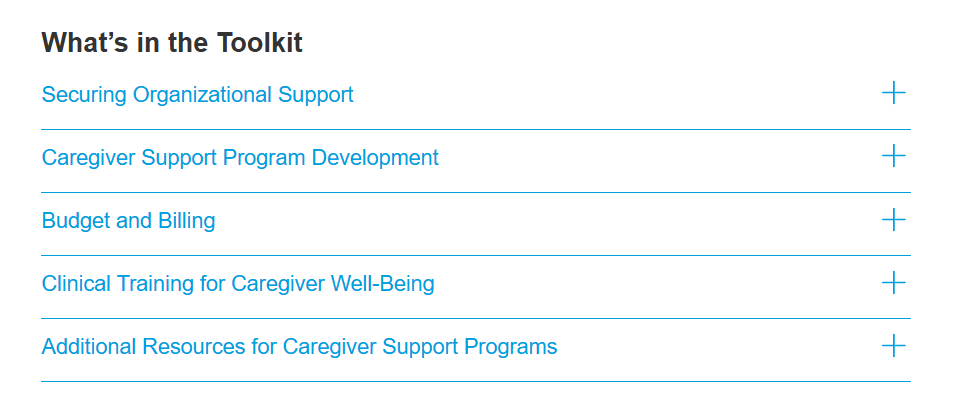 What’s in the Toolkit
Securing Organizational Support
Caregiver Support Program Development
Budget and Billing
Clinical Training for Caregiver Well-Being
Additional Resources for Caregiver Support Programs